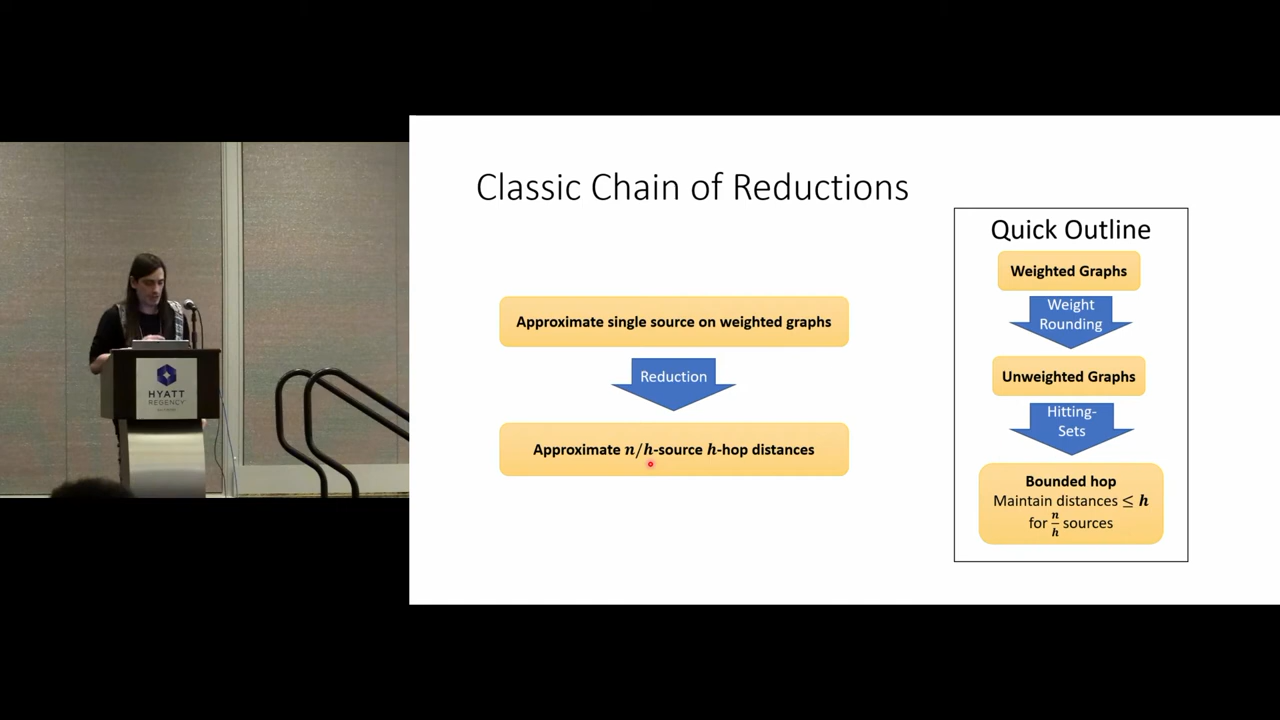 Classic Chain of Reductions
Approximate single source on weighted graphs
Reduction
Approximate n/h-source h-hop distances
Quick Outline
Weighted Graphs
Weight
Rounding
Unweighted Graphs
Hitting-
Sets
Bounded hop
Maintain distances ≤ h
for n/h sources
HYATT
REGENCY